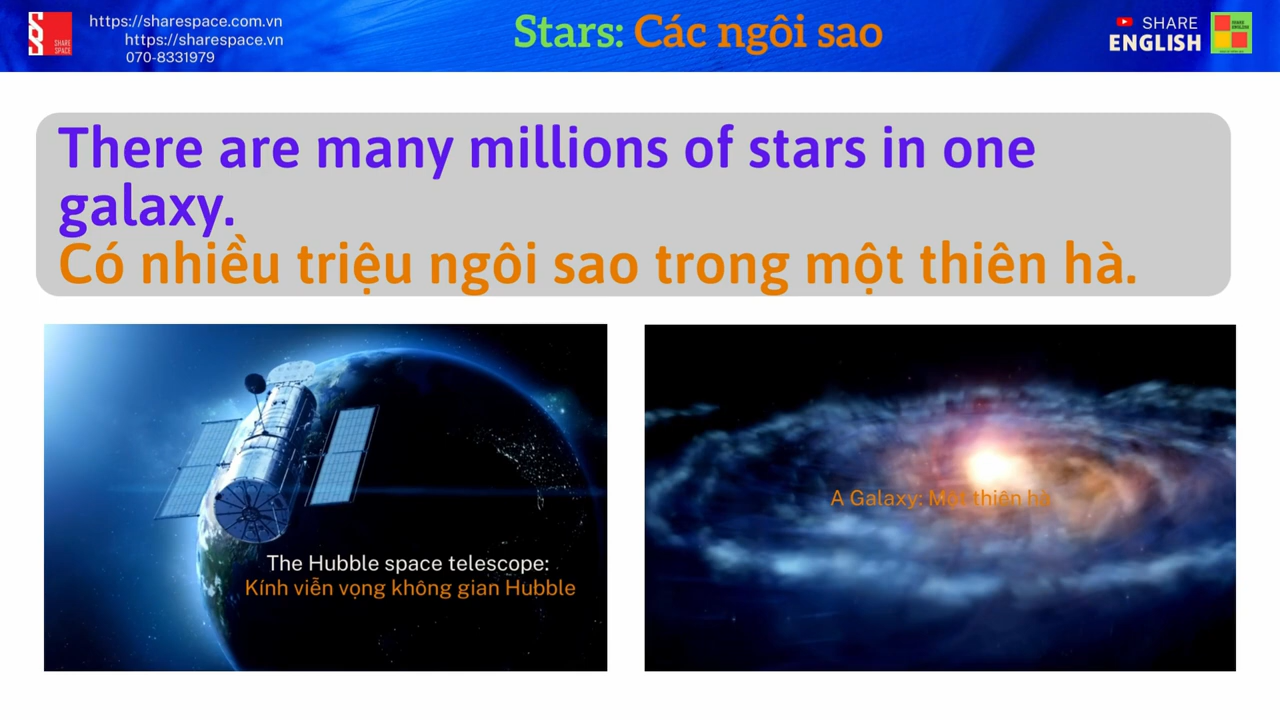 https://sharespace.com.vn
https://sharespace.vn
070-8331979
SHARE
SPACE
Stars: Các ngôi sao
SHARE
ENGLISH
There are many millions of stars in one
galaxy.
Có nhiều triệu ngôi sao trong một thiên hà.
The Hubble space telescope:
Kính viễn vọng không gian Hubble
A Galaxy: Một thiên hà